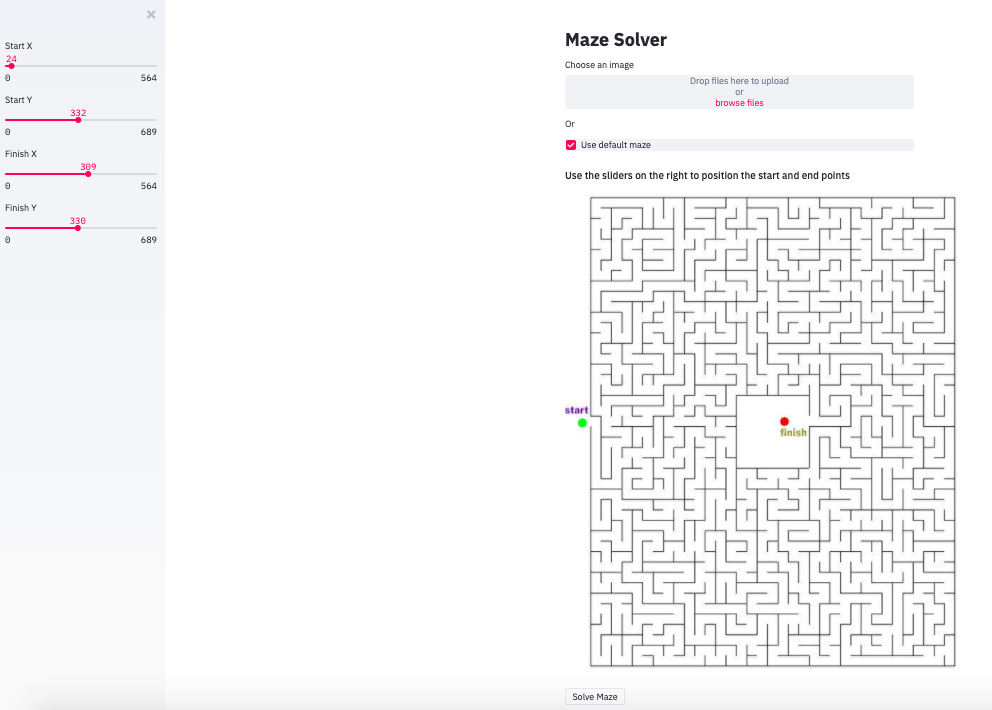 ×
Start X
24
0 564
Start Y
332
0 689
Finish X
309
0 564
Finish Y
330
0 689
Maze Solver
Choose an image
Drop files here to upload
or
browse files
Or
Use default maze
Use the sliders on the right to position the start and end points
start
finish
Solve Maze